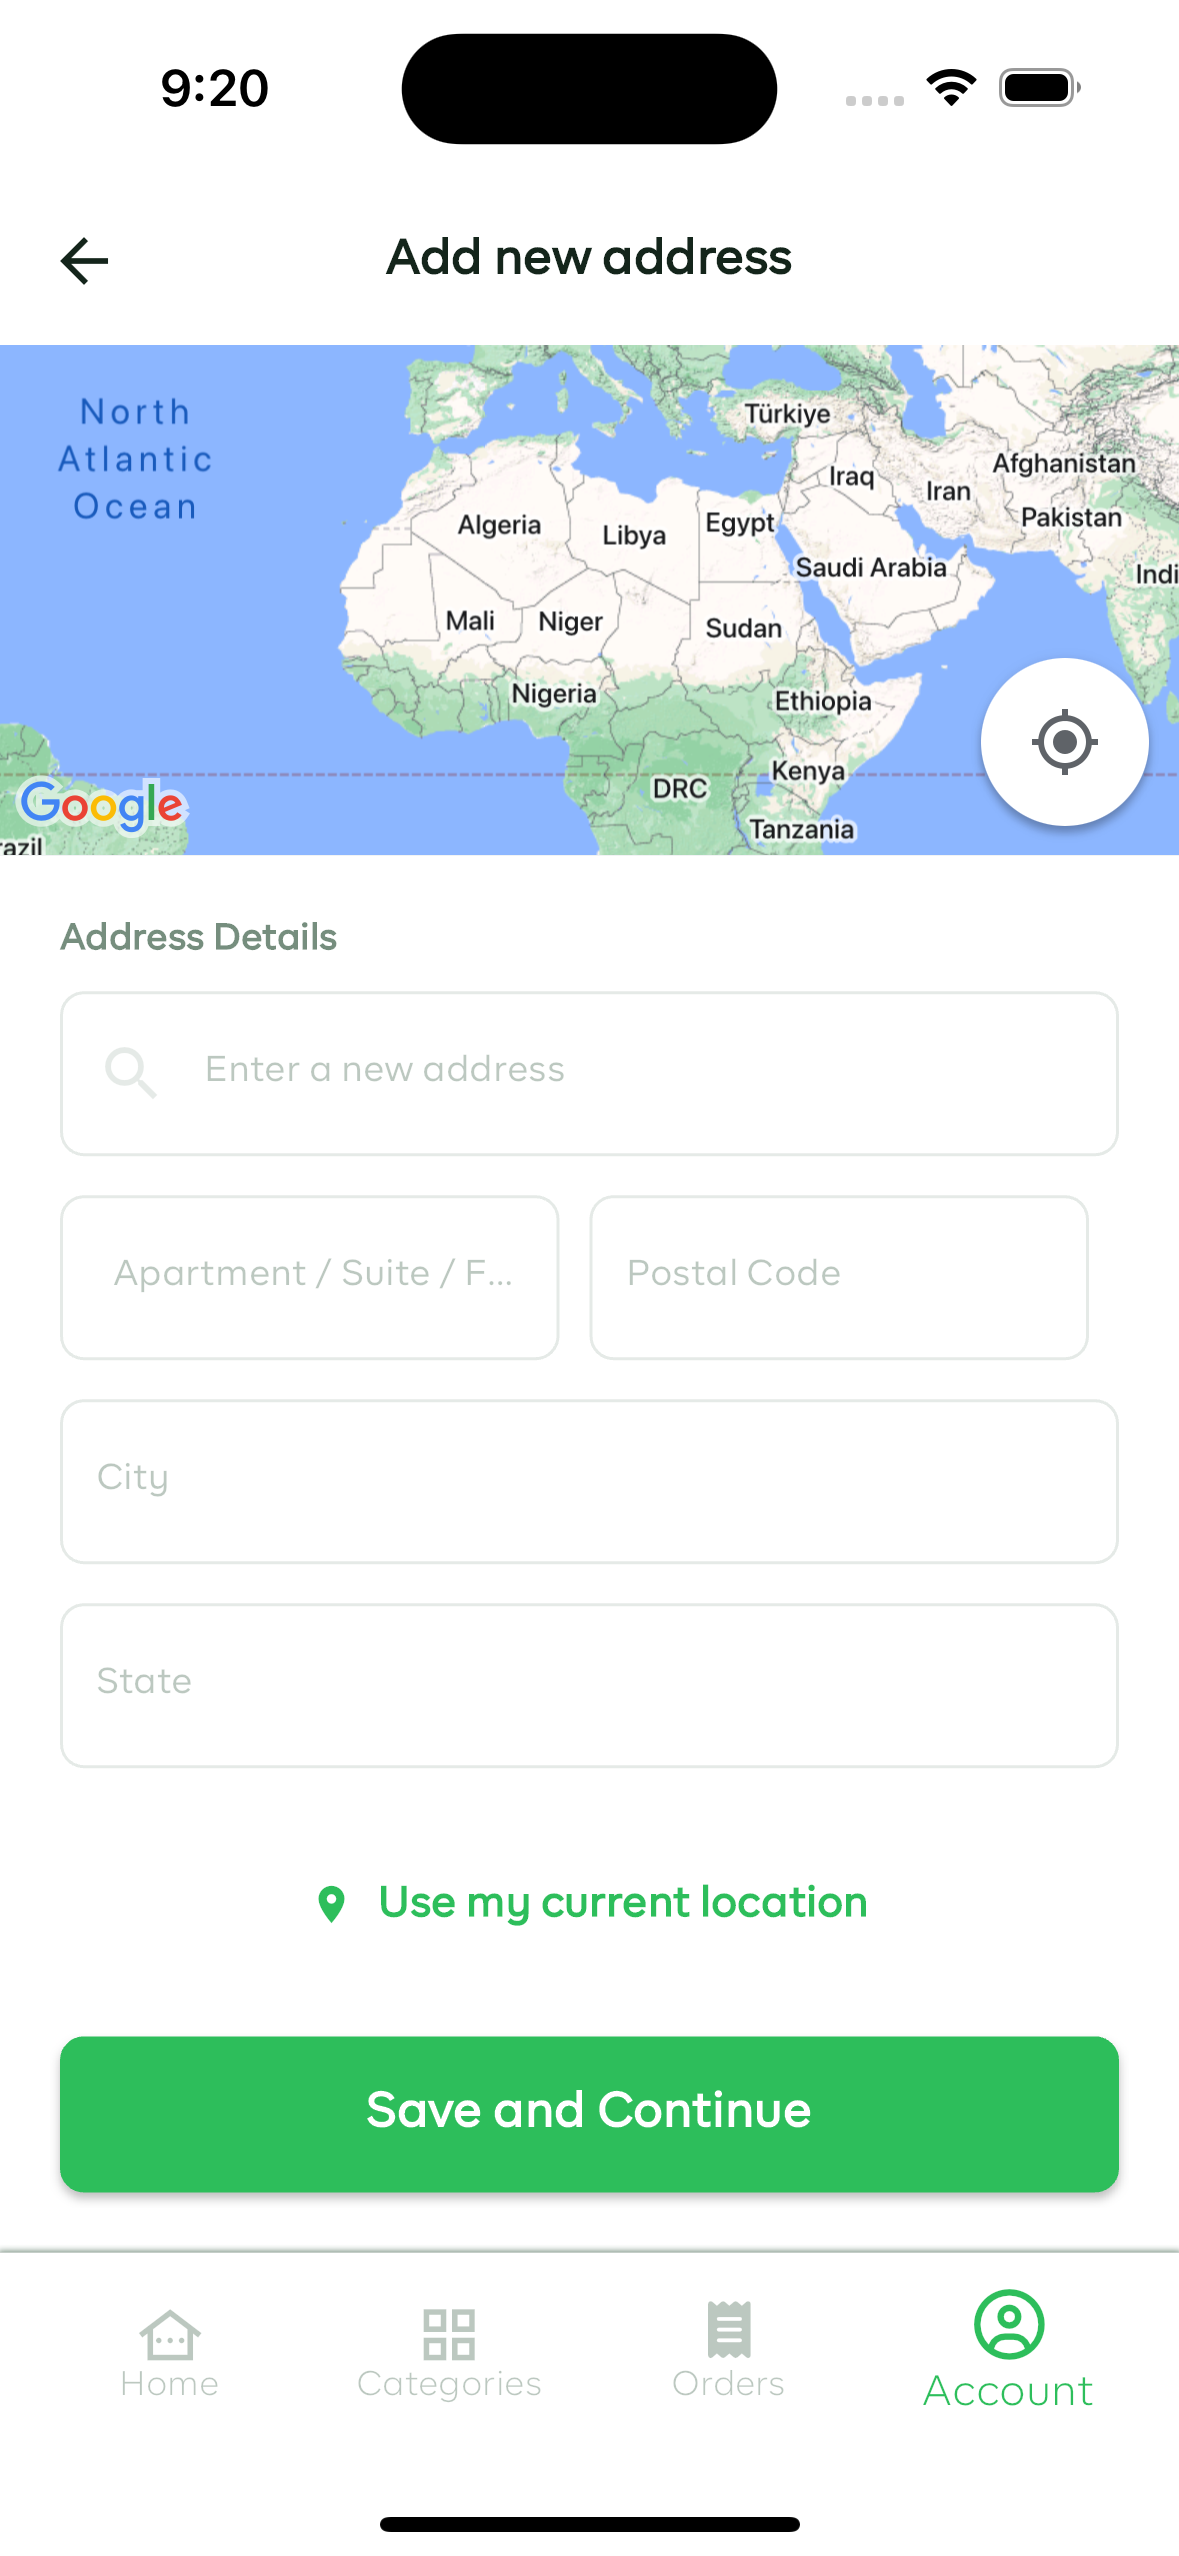 9:20
Add new address
North
Atlantic
Ocean
Türkiye
Afghanistan
Iraq
Iran
Pakistan
Algeria
Libya
Egypt
Saudi Arabia
Indi
Mali
Niger
Sudan
Nigeria
Ethiopia
Kenya
DRC
Google
Tanzania
razil
Address Details
Enter a new address
Apartment / Suite / F...
Postal Code
City
State
Use my current location
Save and Continue
Home
Categories
Orders
Account